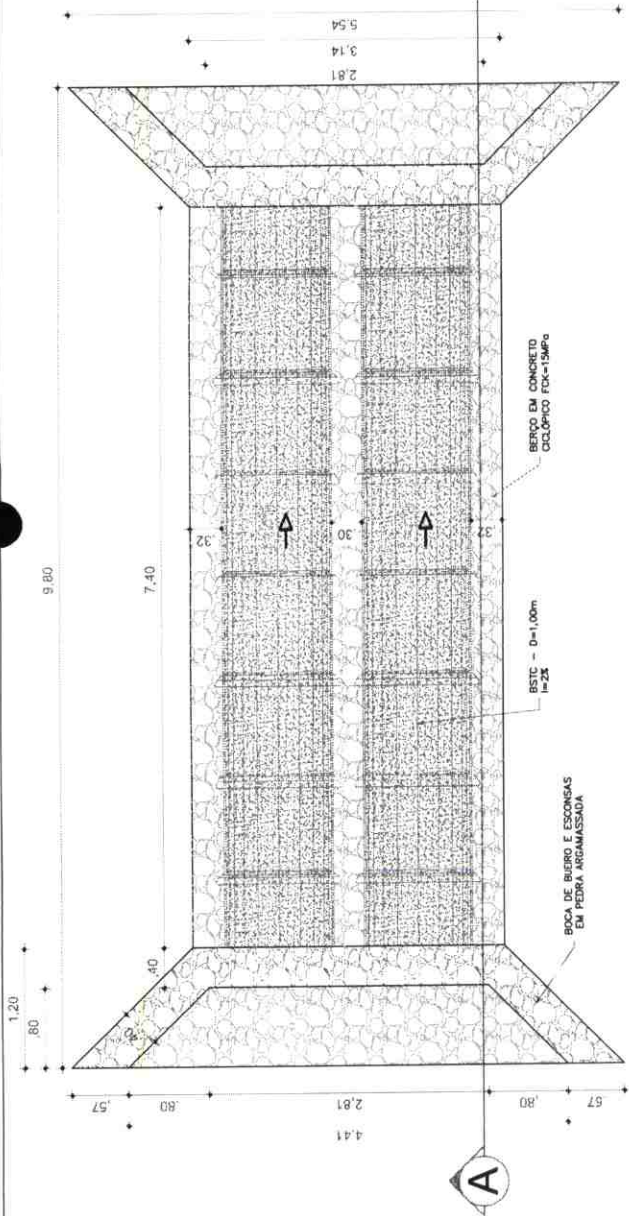 9.80
7,40
1,20
,80
,40
5.54
3,14
2,81
,32
,30
,32
BERÇO EM CONCRETO
CICLÓPICO FCK=15MPa
BSTC - D=1,00m
I=2%
BOCA DE BUEIRO E ESCONSAS
EM PEDRA ARGAMASSADA
,57
,80
2,81
,80
4.41
A